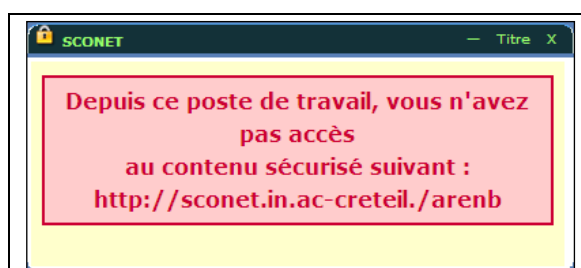 SCONET — Titre X
Depuis ce poste de travail, vous n'avez
pas accès
au contenu sécurisé suivant :
http://sconet.in.ac-creteil./arenb